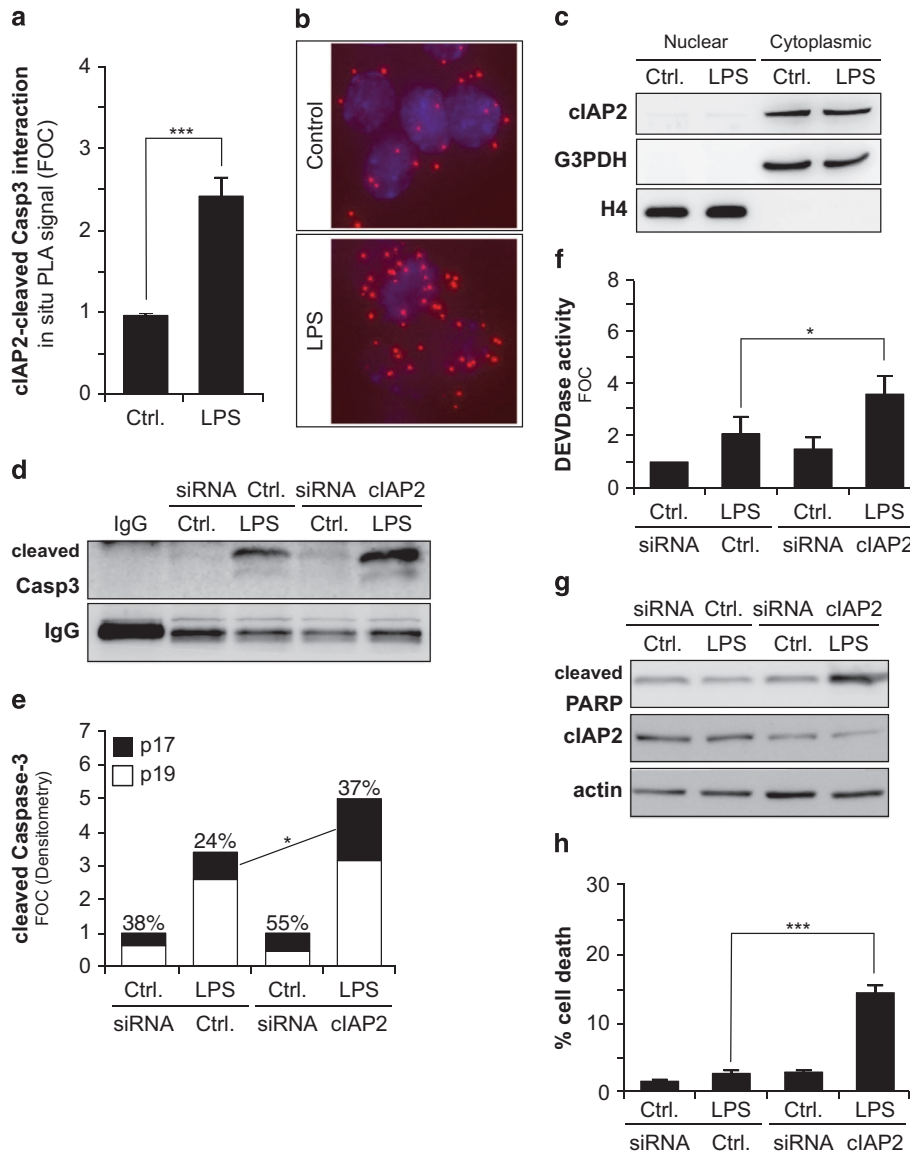 a
cIAP2-cleaved Casp3 interaction
in situ PLA signal (FOC)
4
3
2
1
0
***
Ctrl. LPS
b
Control
LPS
c
Nuclear Cytoplasmic
Ctrl. LPS Ctrl. LPS
cIAP2
G3PDH
H4
d
siRNA Ctrl. siRNA cIAP2
IgG Ctrl. LPS Ctrl. LPS
cleaved
Casp3
IgG
e
cleaved Caspase-3
FOC (Densitometry)
7
6
5
4
3
2
1
0
p17
p19
38%
24%
55%
37%
*
Ctrl. LPS Ctrl. LPS
siRNA Ctrl. siRNA cIAP2
f
DEVDase activity
FOC
8
6
4
2
0
*
Ctrl. LPS Ctrl. LPS
siRNA Ctrl. siRNA cIAP2
g
siRNA Ctrl. siRNA cIAP2
Ctrl. LPS Ctrl. LPS
cleaved
PARP
cIAP2
actin
h
% cell death
30
20
10
0
***
Ctrl. LPS Ctrl. LPS
siRNA Ctrl. siRNA cIAP2